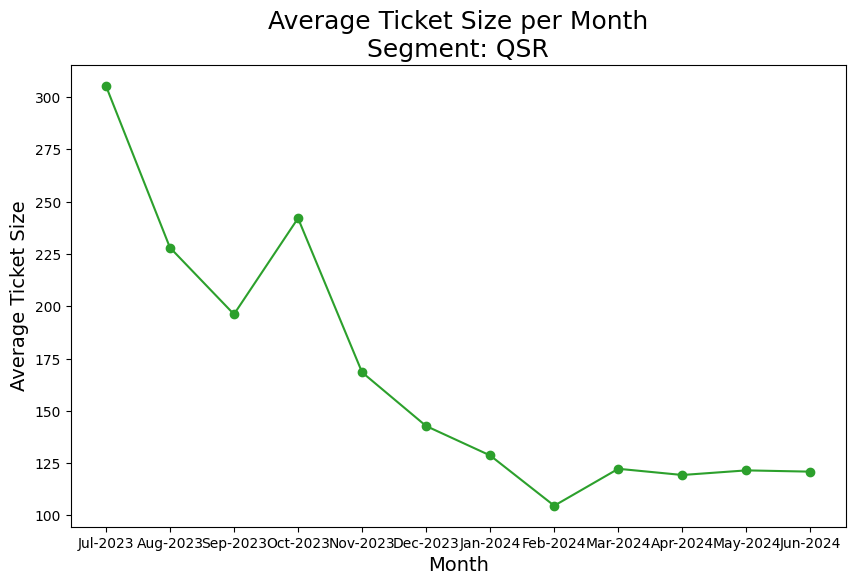 Average Ticket Size per Month
Segment: QSR
Average Ticket Size
300
275
250
225
200
175
150
125
100
Jul-2023 Aug-2023 Sep-2023 Oct-2023 Nov-2023 Dec-2023 Jan-2024 Feb-2024 Mar-2024 Apr-2024 May-2024 Jun-2024
Month